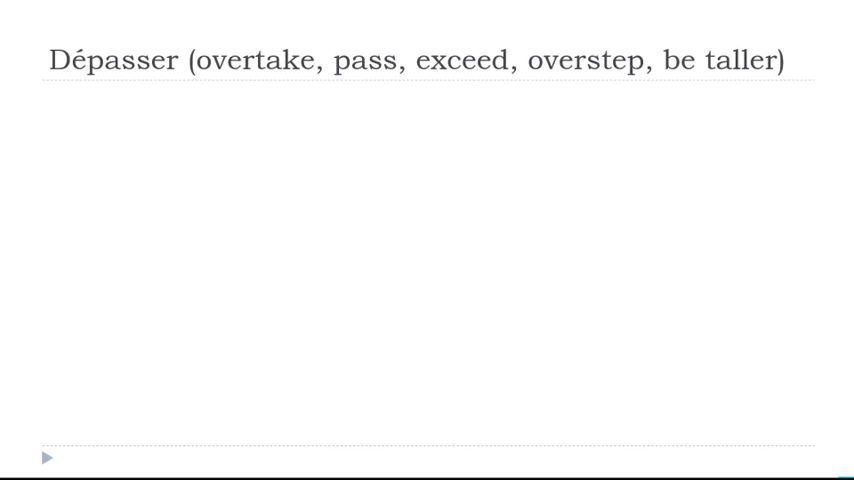 Dépasser (overtake, pass, exceed, overstep, be taller)